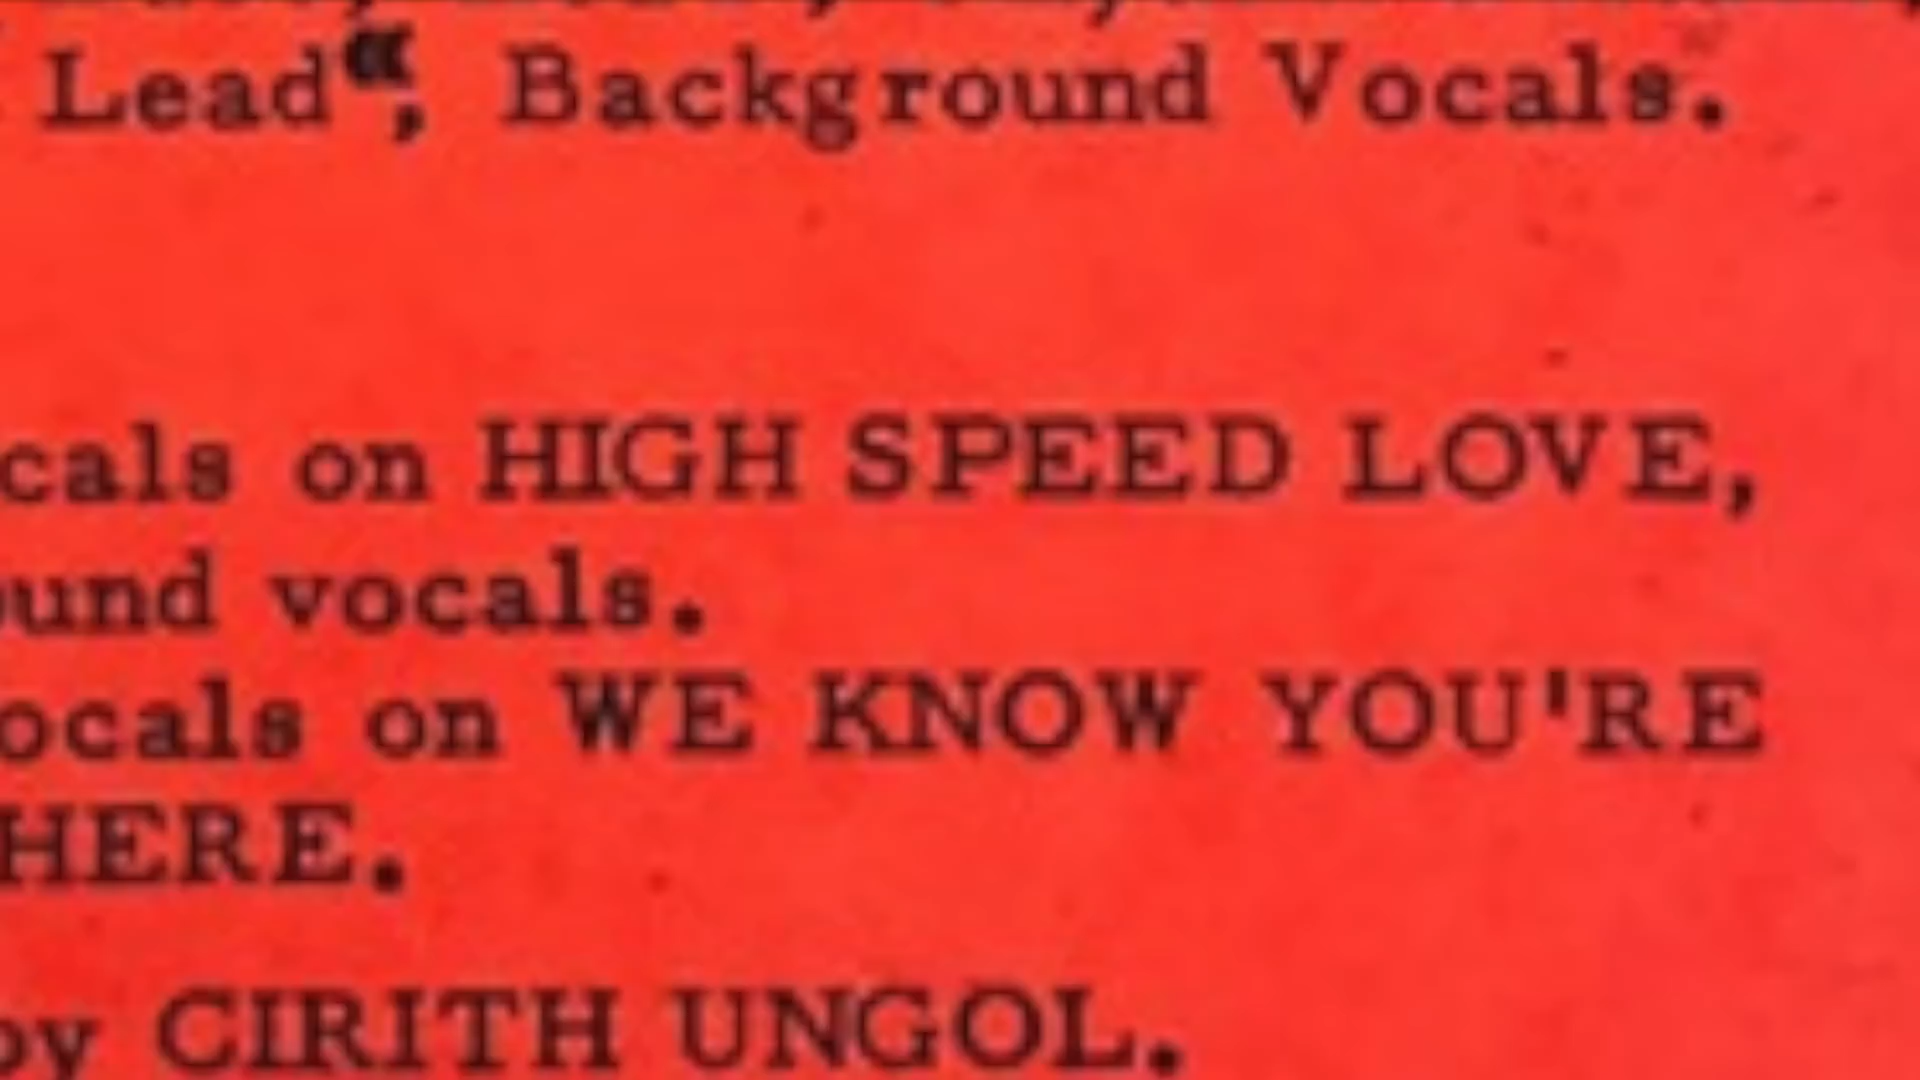 Lead", Background Vocals.
cals on HIGH SPEED LOVE,
und vocals.
ocals on WE KNOW YOU'RE
HERE.
by CIRITH UNGOL.